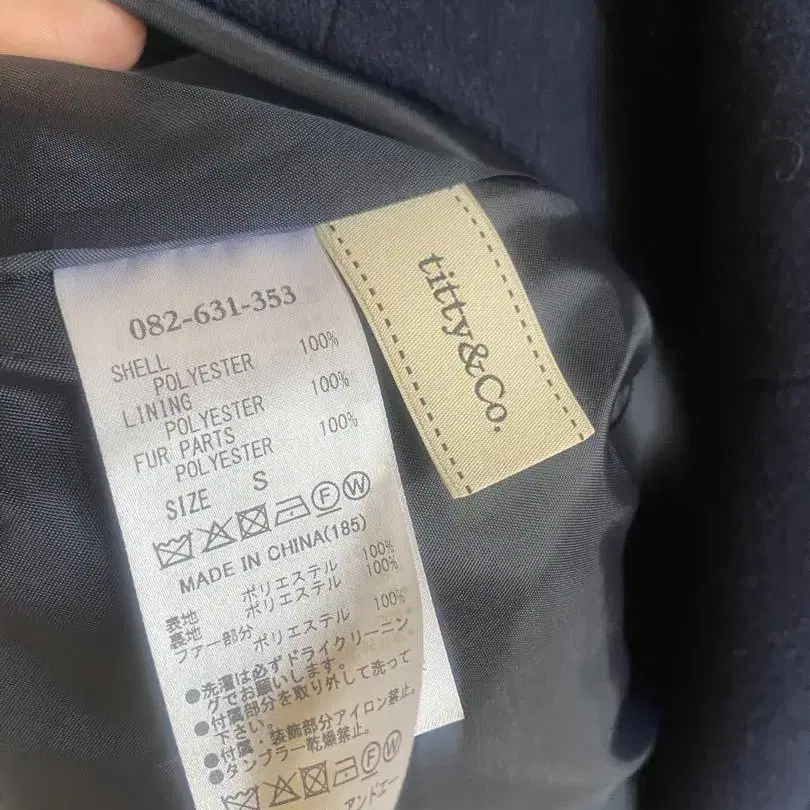 082-631-353
SHELL
POLYESTER 100%
LINING
POLYESTER 100%
FUR PARTS
POLYESTER 100%
SIZE S
MADE IN CHINA(185)
表地 ポリエステル 100%
裏地 ポリエステル 100%
ファー部分 ポリエステル 100%
●洗濯は必ずドライクリーニン
グでお願いします。
●付属部分を取り外して洗って
下さい。
●付属・装飾部分アイロン禁止。
●タンブラー乾燥禁止。
アンドエー
titty&Co.